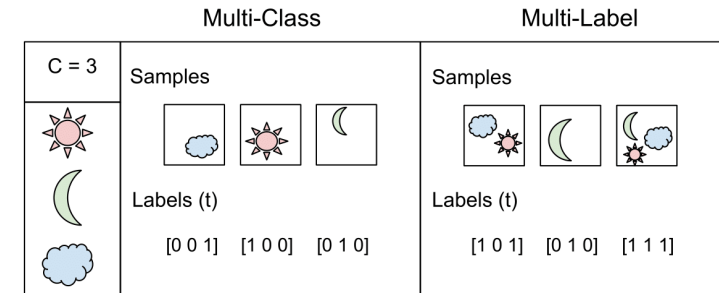 Multi-Class
Multi-Label
C = 3
Samples
Samples
Labels (t)
Labels (t)
[0 0 1] [1 0 0] [0 1 0]
[1 0 1] [0 1 0] [1 1 1]